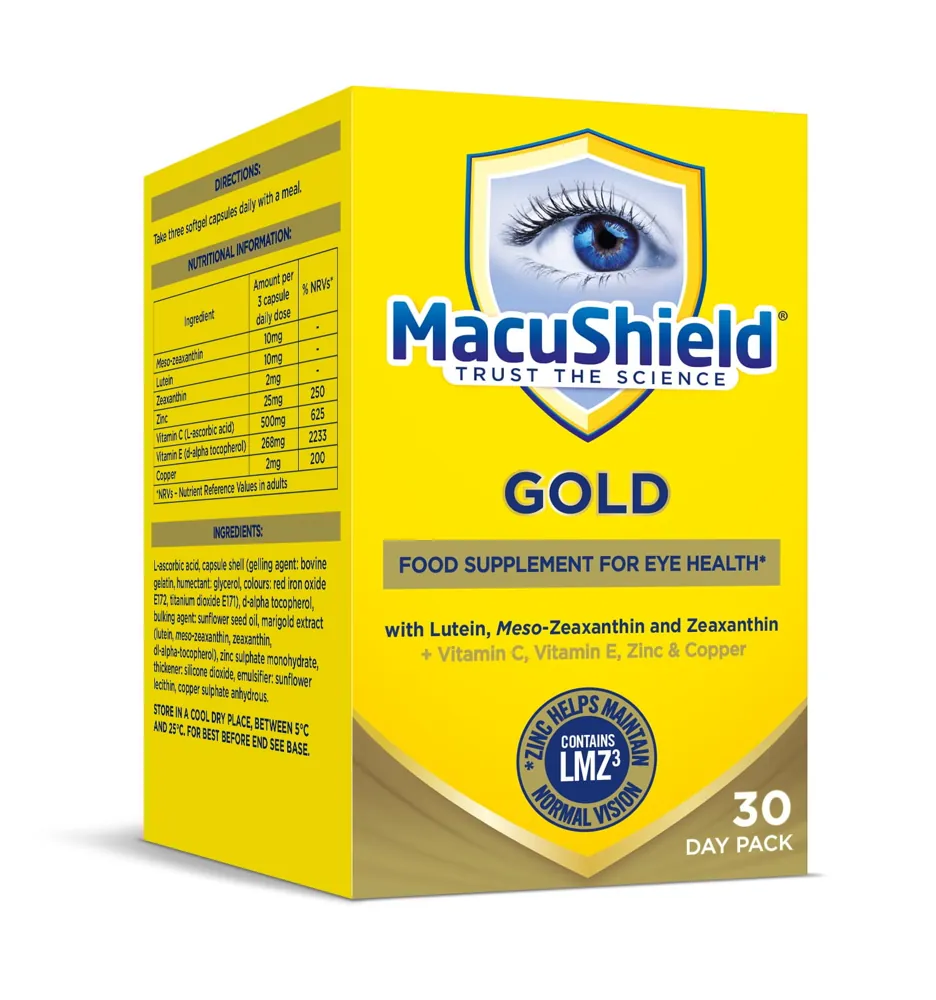 DIRECTIONS:
Take three softgel capsules daily with a meal.
NUTRITIONAL INFORMATION:
Ingredient
Amount per
3 capsule
daily dose
% NRVs*
Meso-zeaxanthin 10mg -
Lutein 10mg -
Zeaxanthin 2mg -
Zinc 25mg 250
Vitamin C (L-ascorbic acid) 500mg 625
Vitamin E (d-alpha tocopherol) 268mg 2233
Copper 2mg 200
*NRVs - Nutrient Reference Values in adults
INGREDIENTS:
L-ascorbic acid, capsule shell (gelling agent: bovine
gelatin, humectant: glycerol, colours: red iron oxide
E172, titanium dioxide E171), d-alpha tocopherol,
bulking agent: sunflower seed oil, marigold extract
(lutein, meso-zeaxanthin, zeaxanthin,
dl-alpha-tocopherol), zinc sulphate monohydrate,
thickener: silicone dioxide, emulsifier: sunflower
lecithin, copper sulphate anhydrous.
STORE IN A COOL DRY PLACE, BETWEEN 5°C
AND 25°C. FOR BEST BEFORE END SEE BASE.
MacuShield®
TRUST THE SCIENCE
GOLD
FOOD SUPPLEMENT FOR EYE HEALTH*
with Lutein, Meso-Zeaxanthin and Zeaxanthin
+ Vitamin C, Vitamin E, Zinc & Copper
*ZINC HELPS MAINTAIN
CONTAINS
LMZ³
NORMAL VISION
30
DAY PACK